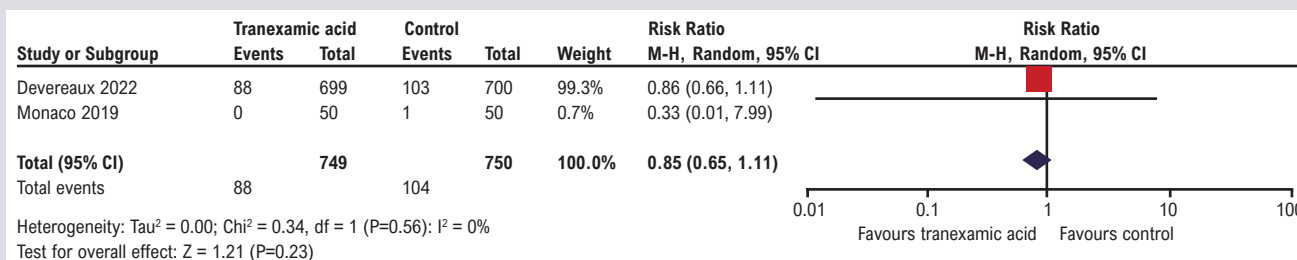 Tranexamic acid Control Risk Ratio Risk Ratio
Study or Subgroup Events Total Events Total Weight M-H, Random, 95% CI M-H, Random, 95% CI
Devereaux 2022 88 699 103 700 99.3% 0.86 (0.66, 1.11)
Monaco 2019 0 50 1 50 0.7% 0.33 (0.01, 7.99)
Total (95% CI) 749 750 100.0% 0.85 (0.65, 1.11)
Total events 88 104
0.01 0.1 1 10 100
Heterogeneity: Tau² = 0.00; Chi² = 0.34, df = 1 (P=0.56): I² = 0%
Favours tranexamic acid Favours control
Test for overall effect: Z = 1.21 (P=0.23)